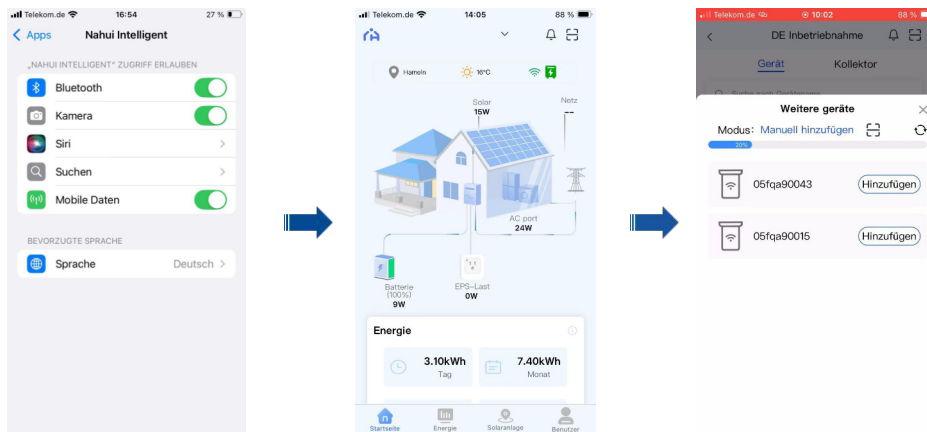 Telekom.de 16:54 27 %
Apps Nahui Intelligent
„NAHUI INTELLIGENT“ ZUGRIFF ERLAUBEN
Bluetooth
Kamera
Siri
Suchen
Mobile Daten
BEVORZUGTE SPRACHE
Sprache Deutsch
Telekom.de 14:05 88 %
Hameln 16°C
Solar
15W
Netz
--
AC port
24W
Batterie
(100%)
9W
EPS-Last
0W
Energie
3.10kWh
Tag
7.40kWh
Monat
Startseite Energie Solaranlage Benutzer
Telekom.de 10:02 88 %
DE Inbetriebnahme
Gerät Kollektor
Suche nach Gerätename
Weitere geräte
Modus: Manuell hinzufügen
20%
05fqa90043 Hinzufügen
05fqa90015 Hinzufügen